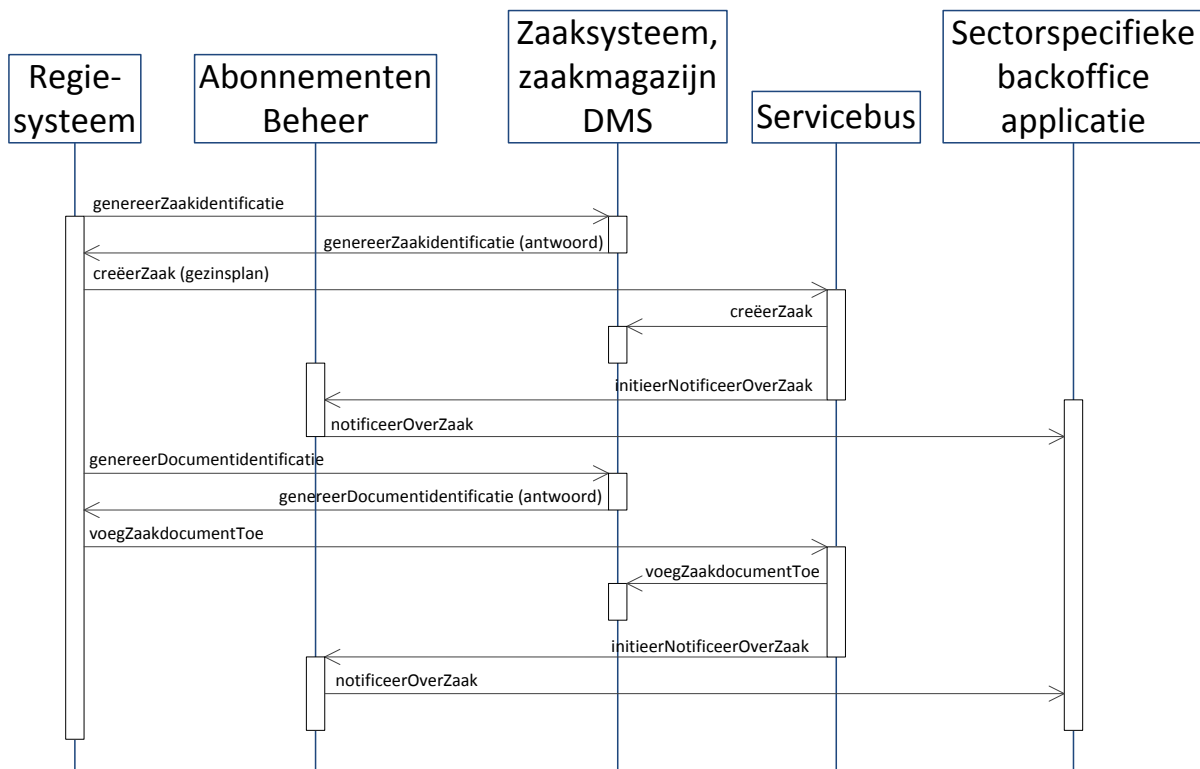 Regie-
systeem
Abonnementen
Beheer
Zaaksysteem,
zaakmagazijn
DMS
Servicebus
Sectorspecifieke
backoffice
applicatie
genereerZaakidentificatie
genereerZaakidentificatie (antwoord)
creëerZaak (gezinsplan)
creëerZaak
initieerNotificeerOverZaak
notificeerOverZaak
genereerDocumentidentificatie
genereerDocumentidentificatie (antwoord)
voegZaakdocumentToe
voegZaakdocumentToe
initieerNotificeerOverZaak
notificeerOverZaak